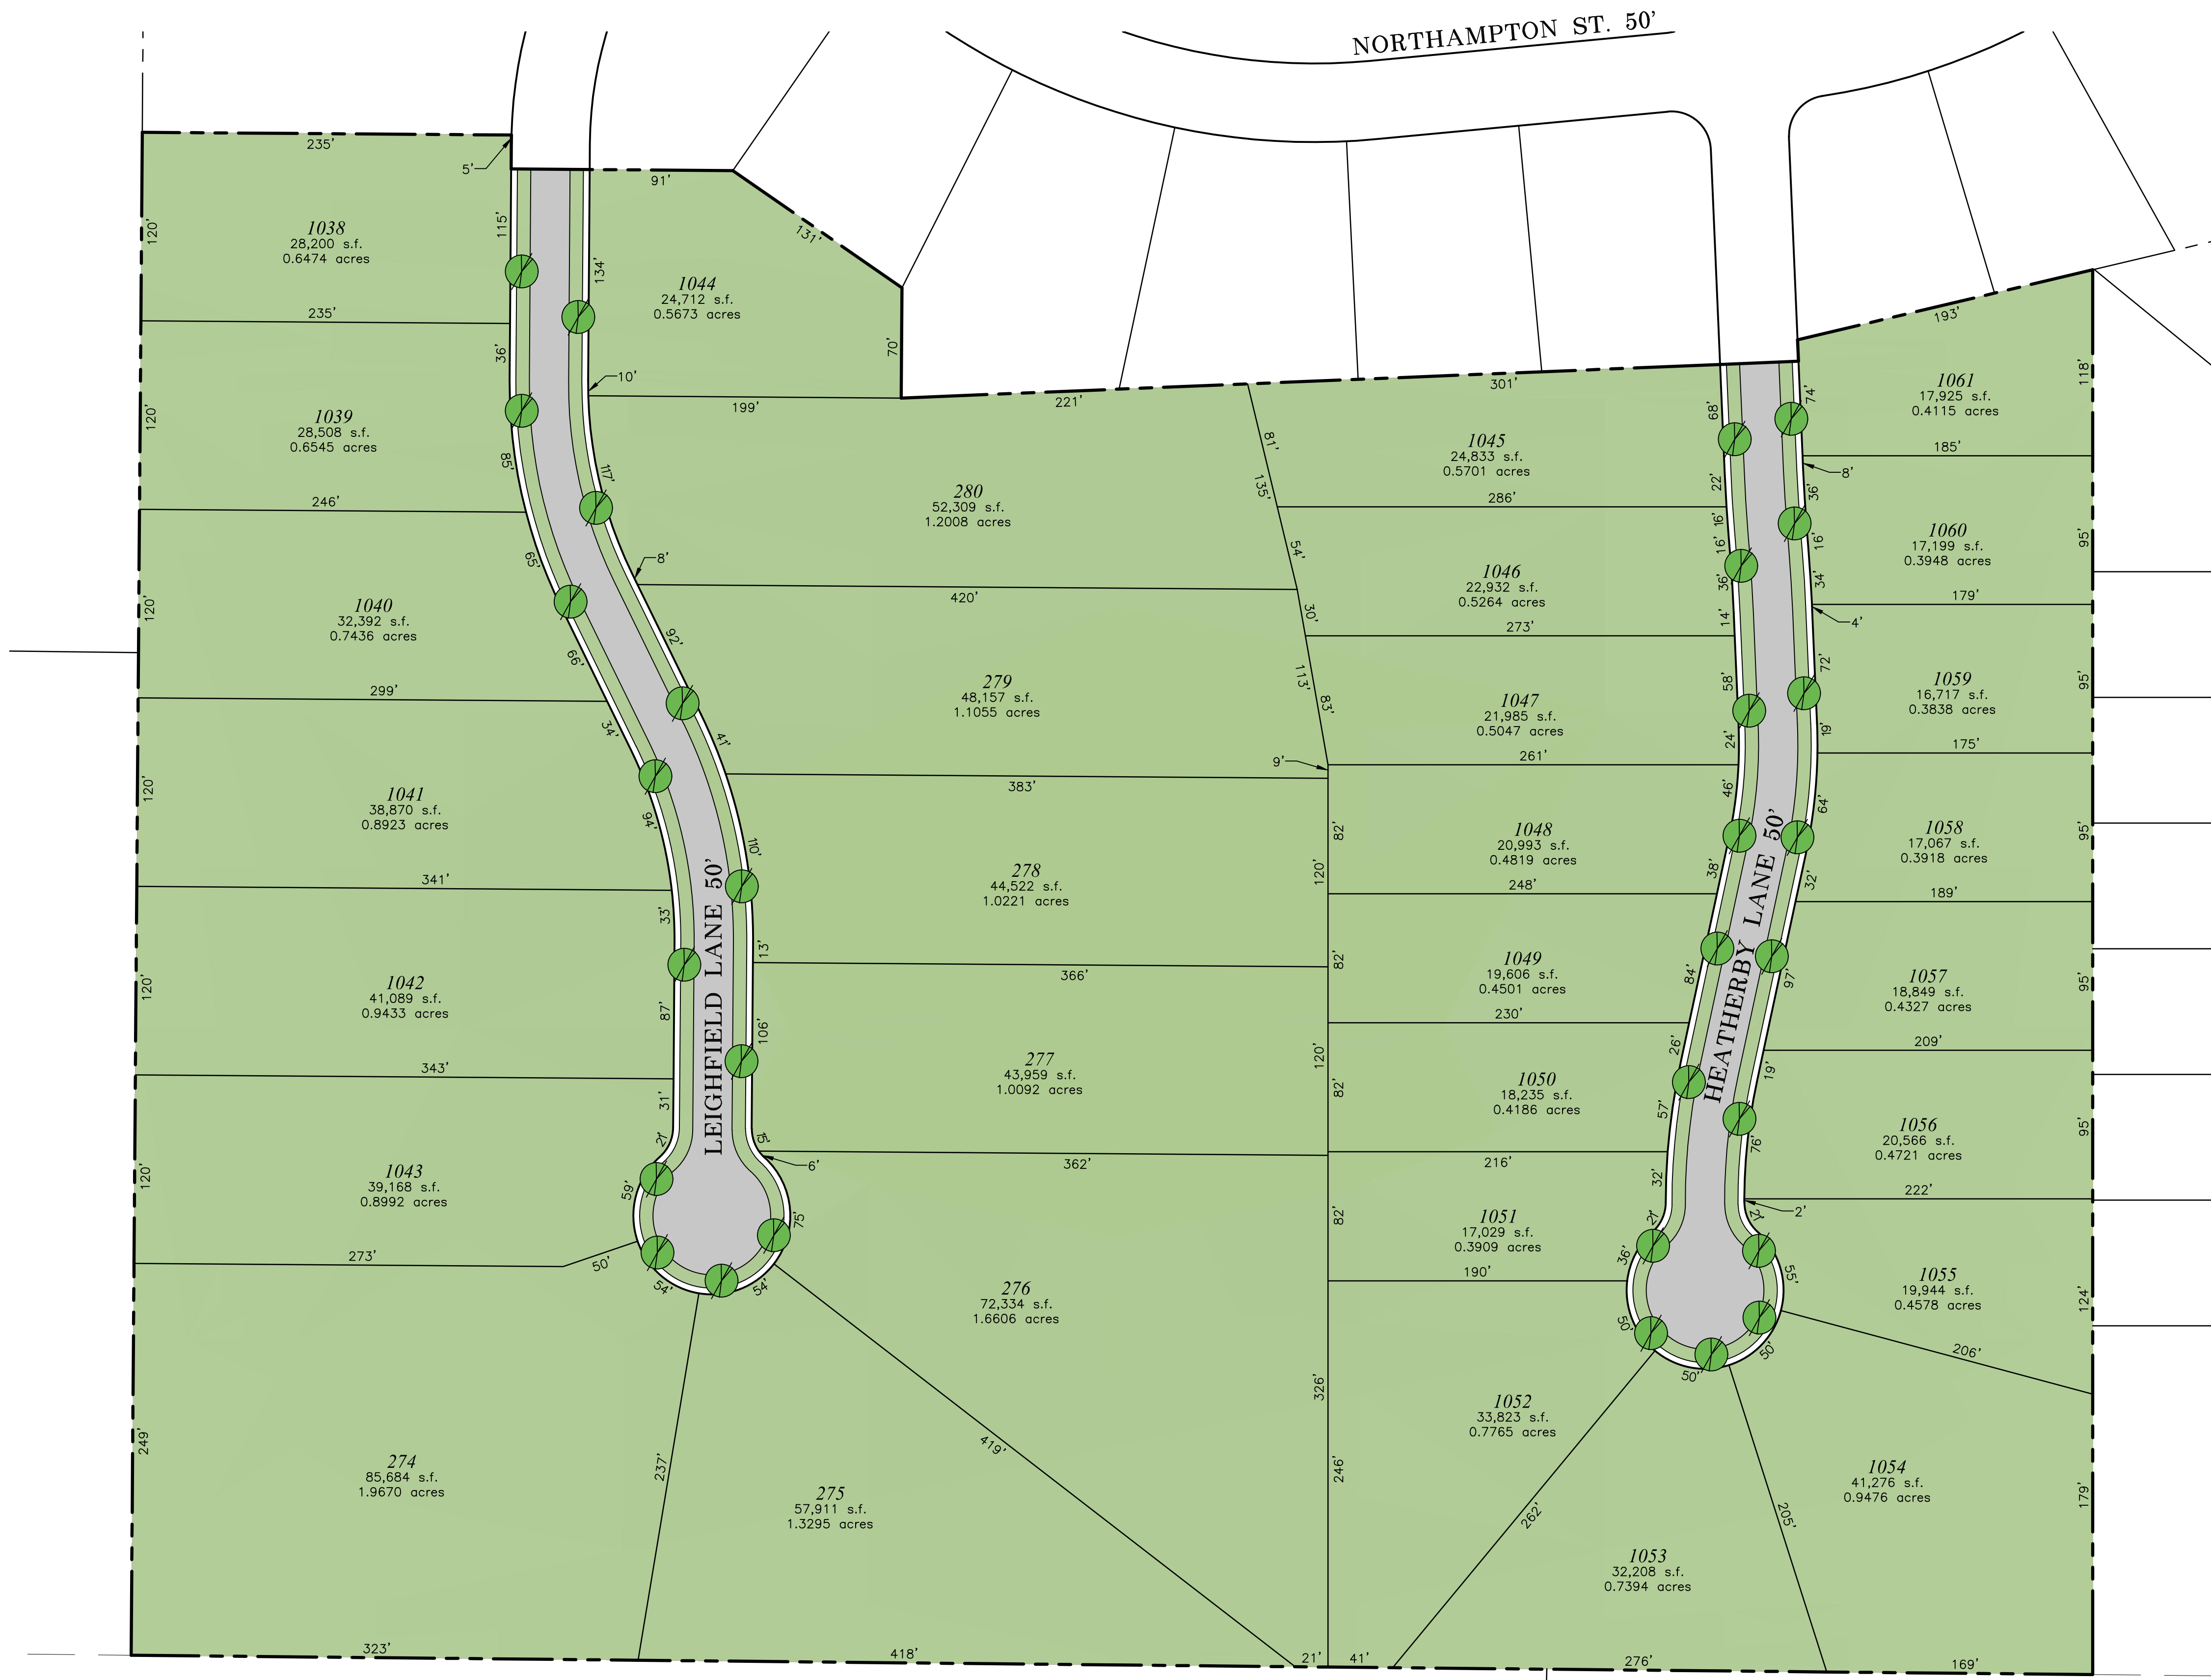 NORTHAMPTON ST. 50'
235'
5'
91'
131'
120'
1038
28,200 s.f.
0.6474 acres
115'
134'
1044
24,712 s.f.
0.5673 acres
70'
235'
36'
10'
199'
221'
301'
193'
118'
120'
1039
28,508 s.f.
0.6545 acres
85'
117'
280
52,309 s.f.
1.2008 acres
81'
135'
54'
1045
24,833 s.f.
0.5701 acres
68'
74'
1061
17,925 s.f.
0.4115 acres
185'
8'
286'
22'
36'
16'
16'
16'
246'
65'
8'
420'
1046
22,932 s.f.
0.5264 acres
36'
34'
1060
17,199 s.f.
0.3948 acres
95'
179'
4'
120'
1040
32,392 s.f.
0.7436 acres
66'
92'
30'
273'
14'
299'
34'
279
48,157 s.f.
1.1055 acres
113'
83'
1047
21,985 s.f.
0.5047 acres
58'
72'
1059
16,717 s.f.
0.3838 acres
95'
24'
19'
175'
261'
9'
41'
383'
120'
1041
38,870 s.f.
0.8923 acres
94'
110'
278
44,522 s.f.
1.0221 acres
82'
120'
1048
20,993 s.f.
0.4819 acres
46'
38'
64'
32'
1058
17,067 s.f.
0.3918 acres
95'
189'
248'
341'
33'
13'
366'
LEIGHFIELD LANE 50'
HEATHERBY LANE 50'
120'
1042
41,089 s.f.
0.9433 acres
87'
106'
277
43,959 s.f.
1.0092 acres
120'
82'
1049
19,606 s.f.
0.4501 acres
84'
97'
1057
18,849 s.f.
0.4327 acres
95'
209'
230'
26'
19'
343'
31'
21'
15'
6'
362'
82'
1050
18,235 s.f.
0.4186 acres
57'
76'
1056
20,566 s.f.
0.4721 acres
95'
222'
2'
216'
32'
120'
1043
39,168 s.f.
0.8992 acres
59'
75'
82'
1051
17,029 s.f.
0.3909 acres
21'
21'
36'
55'
1055
19,944 s.f.
0.4578 acres
124'
273'
50'
54'
54'
276
72,334 s.f.
1.6606 acres
190'
50'
50'
50'
206'
326'
246'
1052
33,823 s.f.
0.7765 acres
249'
274
85,684 s.f.
1.9670 acres
237'
275
57,911 s.f.
1.3295 acres
419'
262'
205'
1054
41,276 s.f.
0.9476 acres
179'
1053
32,208 s.f.
0.7394 acres
323'
418'
21'
41'
276'
169'